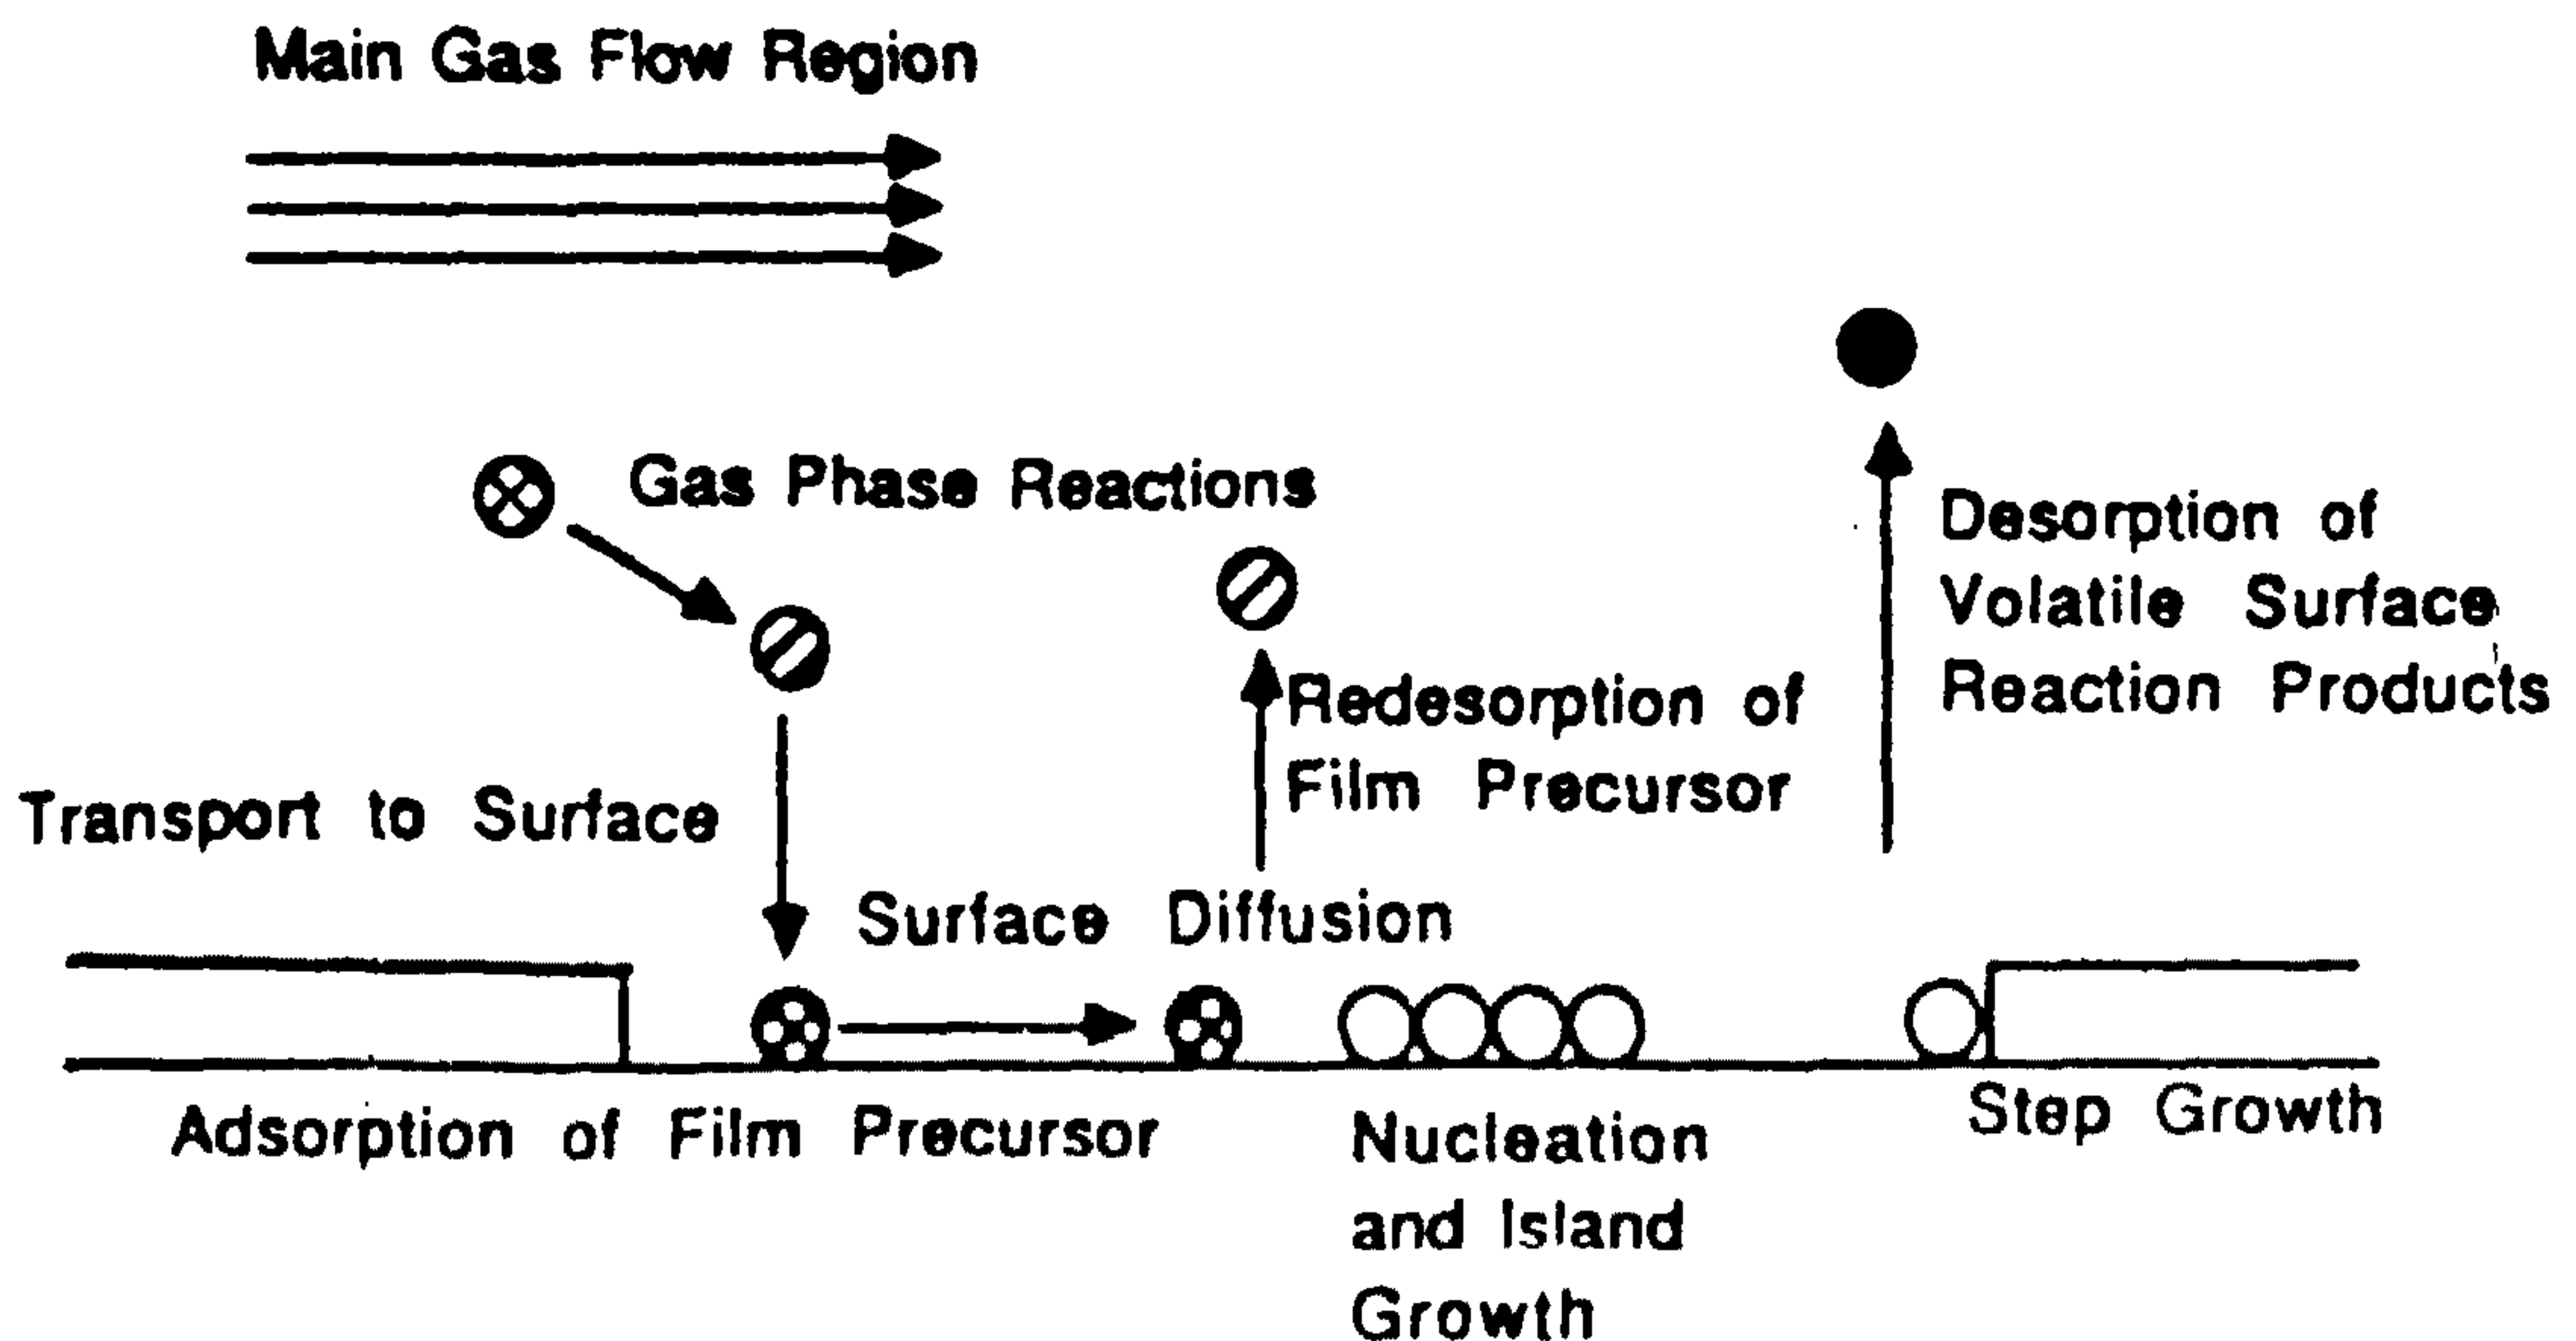 Main Gas Flow Region
Gas Phase Reactions
Desorption of
Volatile Surface
Reaction Products
Redesorption of
Film Precursor
Transport to Surface
Surface Diffusion
Adsorption of Film Precursor
Nucleation
and Island
Growth
Step Growth